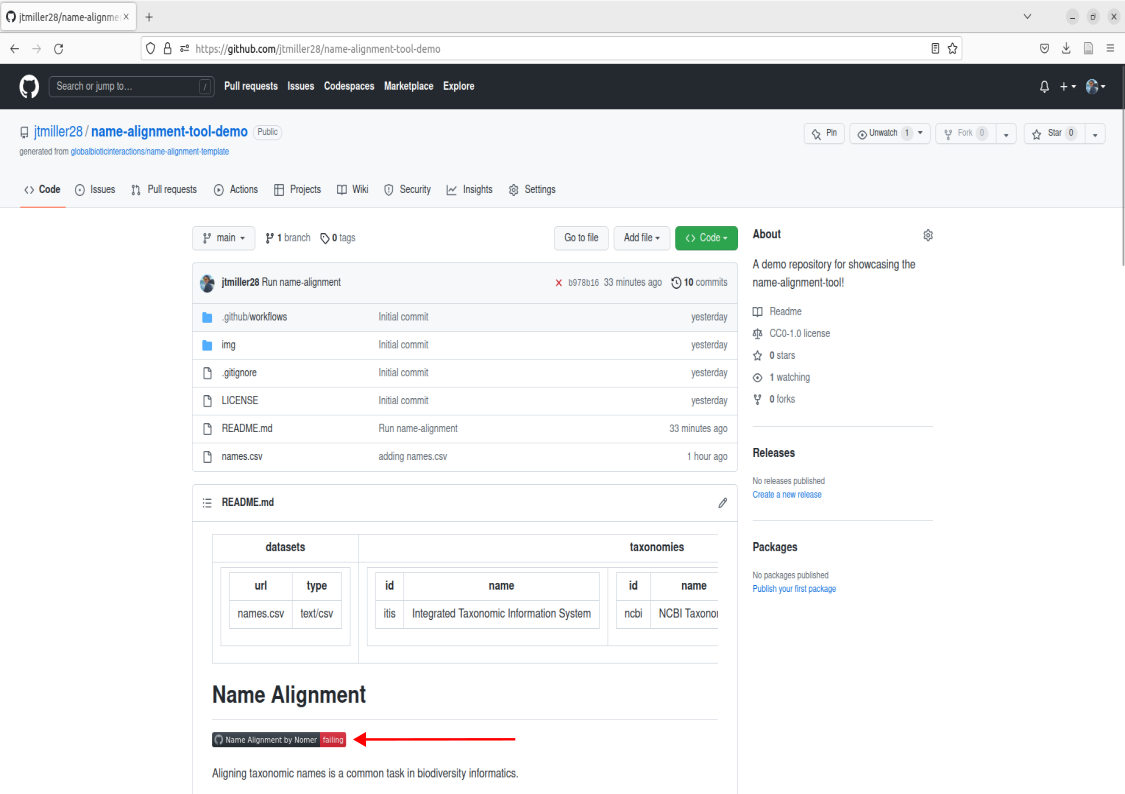 jtmiller28/name-alignme
https://github.com/jtmiller28/name-alignment-tool-demo
Search or jump to... / Pull requests Issues Codespaces Marketplace Explore
jtmiller28 / name-alignment-tool-demo Public Pin Unwatch 1 Fork 0 Star 0
generated from globalbioticinteractions/name-alignment-template
Code Issues Pull requests Actions Projects Wiki Security Insights Settings
main 1 branch 0 tags Go to file Add file Code
jtmiller28 Run name-alignment b978b16 33 minutes ago 10 commits
.github/workflows Initial commit yesterday
img Initial commit yesterday
.gitignore Initial commit yesterday
LICENSE Initial commit yesterday
README.md Run name-alignment 33 minutes ago
names.csv adding names.csv 1 hour ago
README.md
datasets taxonomies
url type id name id name
names.csv text/csv itis Integrated Taxonomic Information System ncbi NCBI Taxonor
Name Alignment
Name Alignment by Nomer failing
Aligning taxonomic names is a common task in biodiversity informatics.
About
A demo repository for showcasing the
name-alignment-tool!
Readme
CC0-1.0 license
0 stars
1 watching
0 forks
Releases
No releases published
Create a new release
Packages
No packages published
Publish your first package